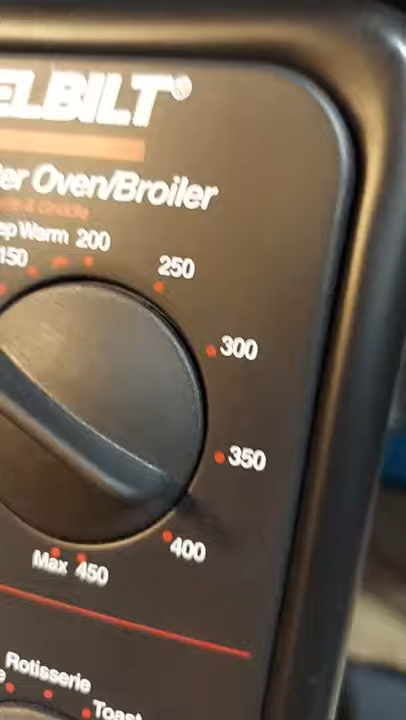 ELBILT®
er Oven/Broiler
ep Warm 200
150
250
300
350
400
Max 450
Rotisserie
e
Toast